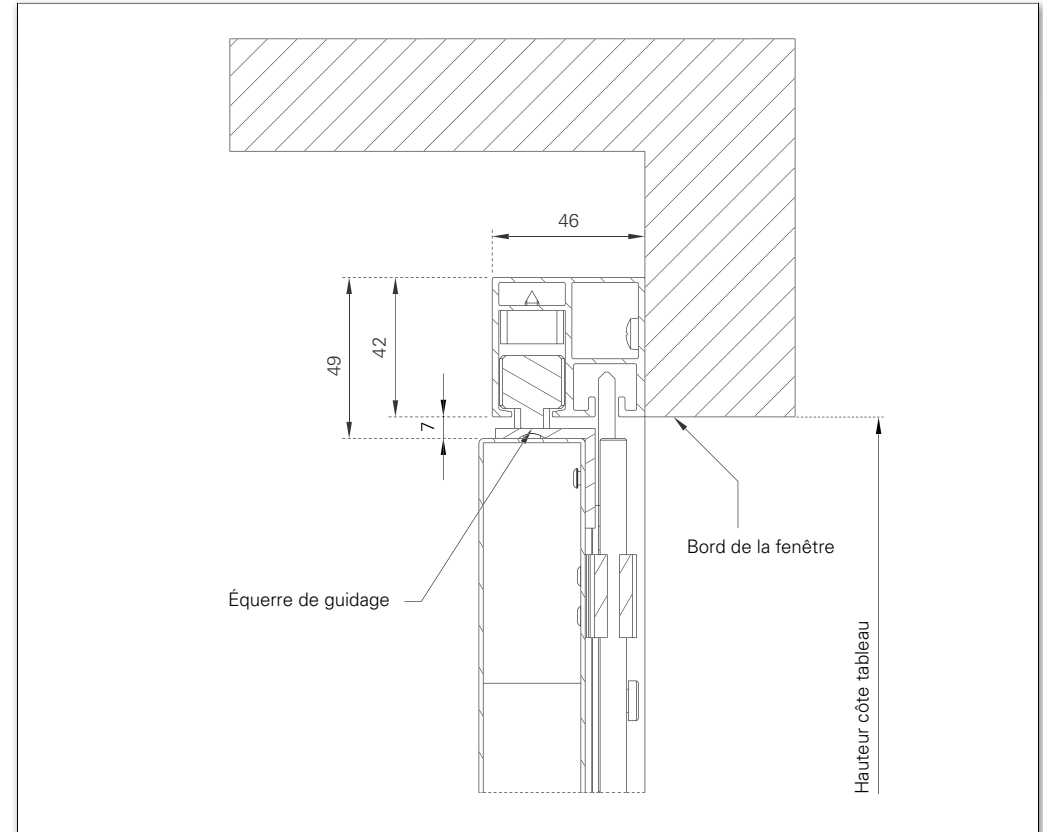 46
49
42
7
Bord de la fenêtre
Équerre de guidage
Hauteur côte tableau